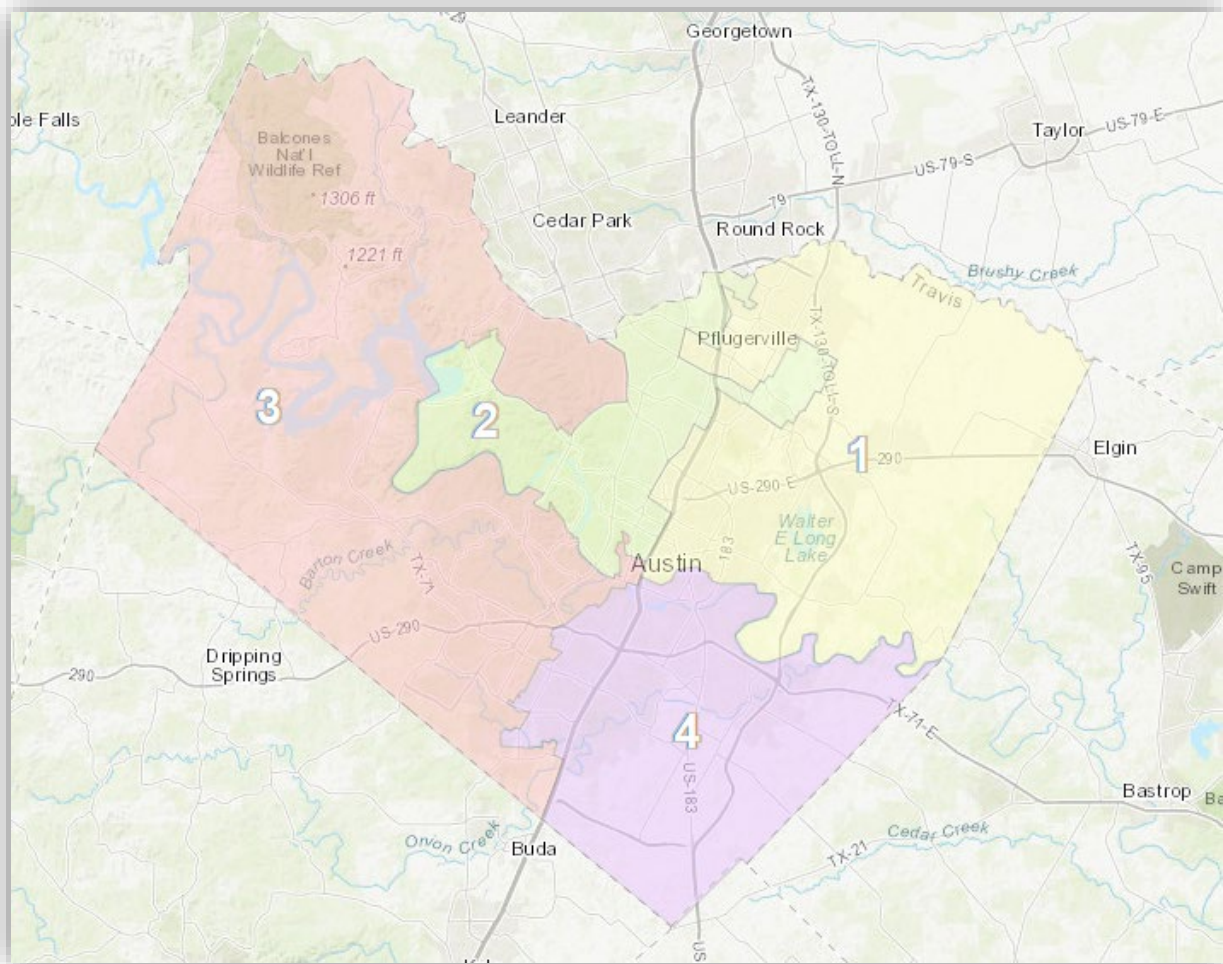 Georgetown
ole Falls
Leander
TX-130-TOLL-N
Taylor
US-79-E
Balcones
Nat'l
Wildlife Ref
US-79-S
1306 ft
79
Cedar Park
Round Rock
1221 ft
Brushy Creek
Travis
Pflugerville
TX-130-TOLL-S
3
2
1
290
Elgin
US-290-E
Walter
E Long
Lake
183
Barton Creek
TX-71
Austin
TX-95
Camp
Swift
US-290
Dripping
Springs
290
4
TX-71-E
US-183
Bastrop
Ba
Onion Creek
Buda
TX-21
Cedar Creek
US